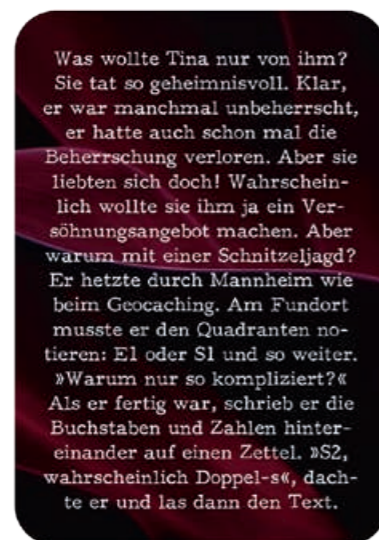 Was wollte Tina nur von ihm?
Sie tat so geheimnisvoll. Klar,
er war manchmal unbeherrscht,
er hatte auch schon mal die
Beherrschung verloren. Aber sie
liebten sich doch! Wahrschein-
lich wollte sie ihm ja ein Ver-
söhnungsangebot machen. Aber
warum mit einer Schnitzeljagd?
Er hetzte durch Mannheim wie
beim Geocaching. Am Fundort
musste er den Quadranten no-
tieren: E1 oder S1 und so weiter.
»Warum nur so kompliziert?«
Als er fertig war, schrieb er die
Buchstaben und Zahlen hinter-
einander auf einen Zettel. »S2,
wahrscheinlich Doppel-s«, dach-
te er und las dann den Text.